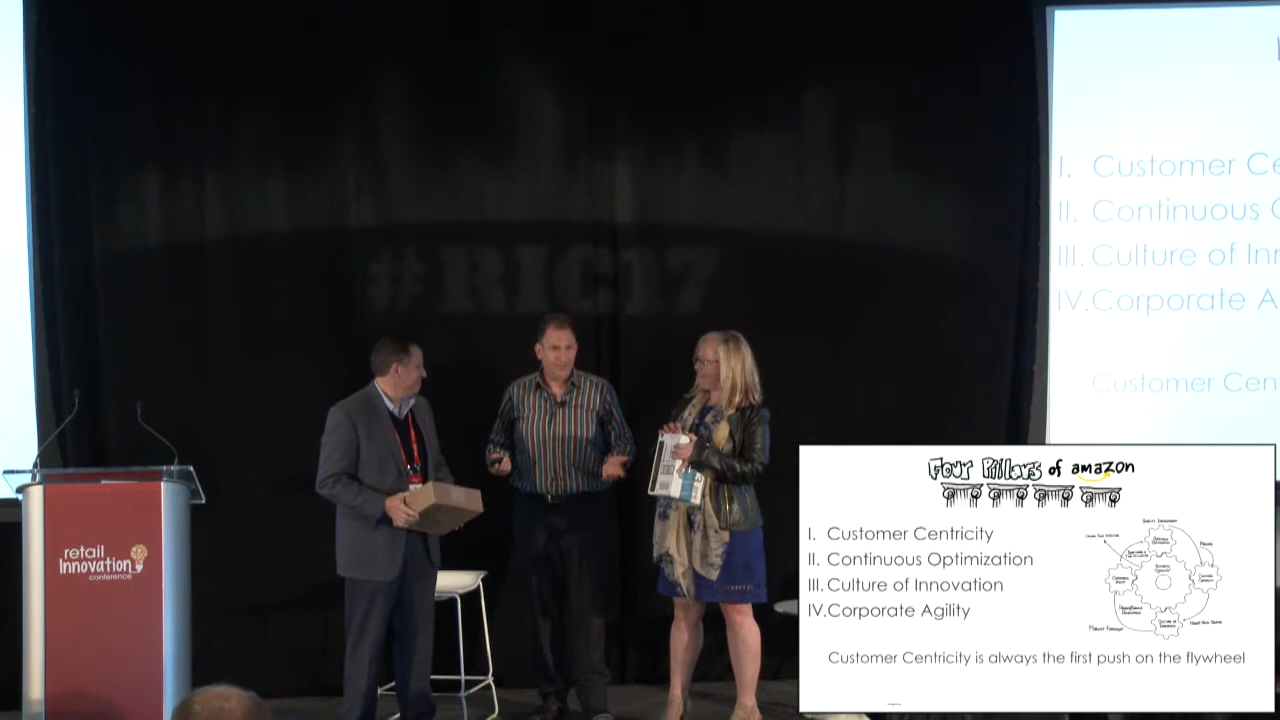 #RIC17
retail
Innovation
conference
I. Customer Ce
II. Continuous
III. Culture of Inn
IV. Corporate A
Customer Cen
Four Pillars of amazon
I. Customer Centricity
II. Continuous Optimization
III. Culture of Innovation
IV. Corporate Agility
Customer Centricity is always the first push on the flywheel